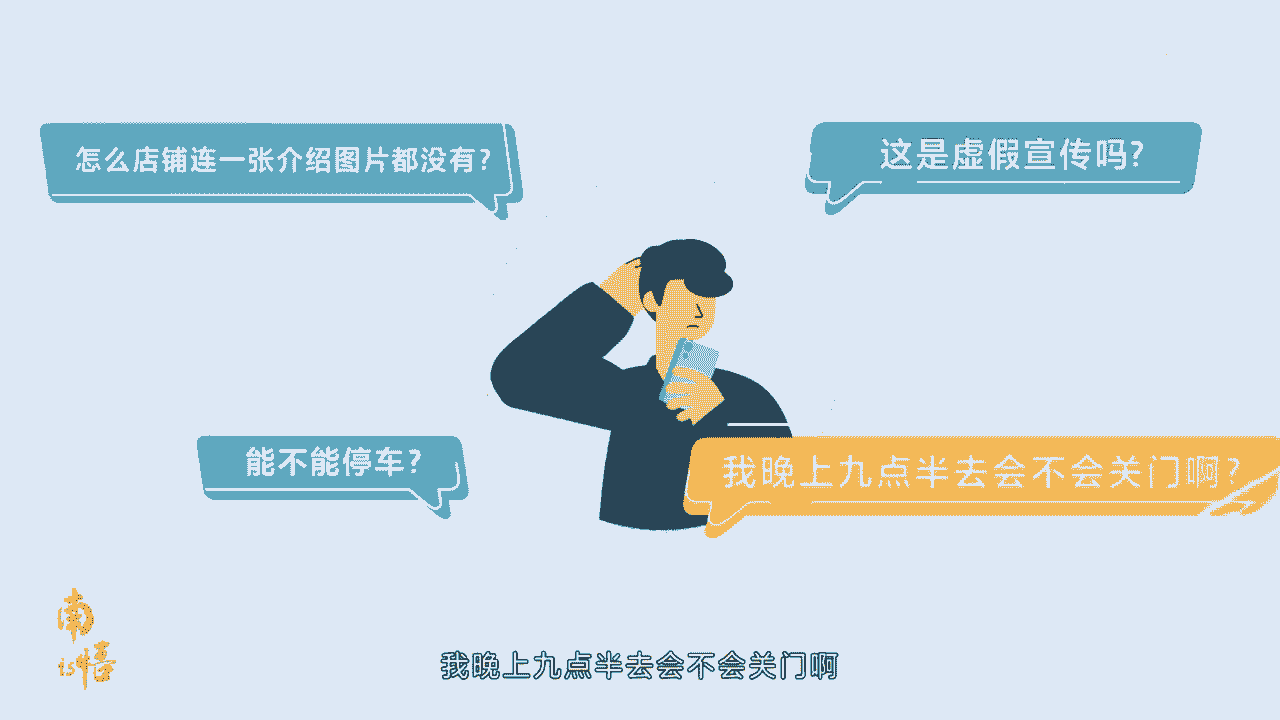 怎么店铺连一张介绍图片都没有?
这是虚假宣传吗?
能不能停车?
我晚上九点半去会不会关门啊?
南
我晚上九点半去会不会关门啊